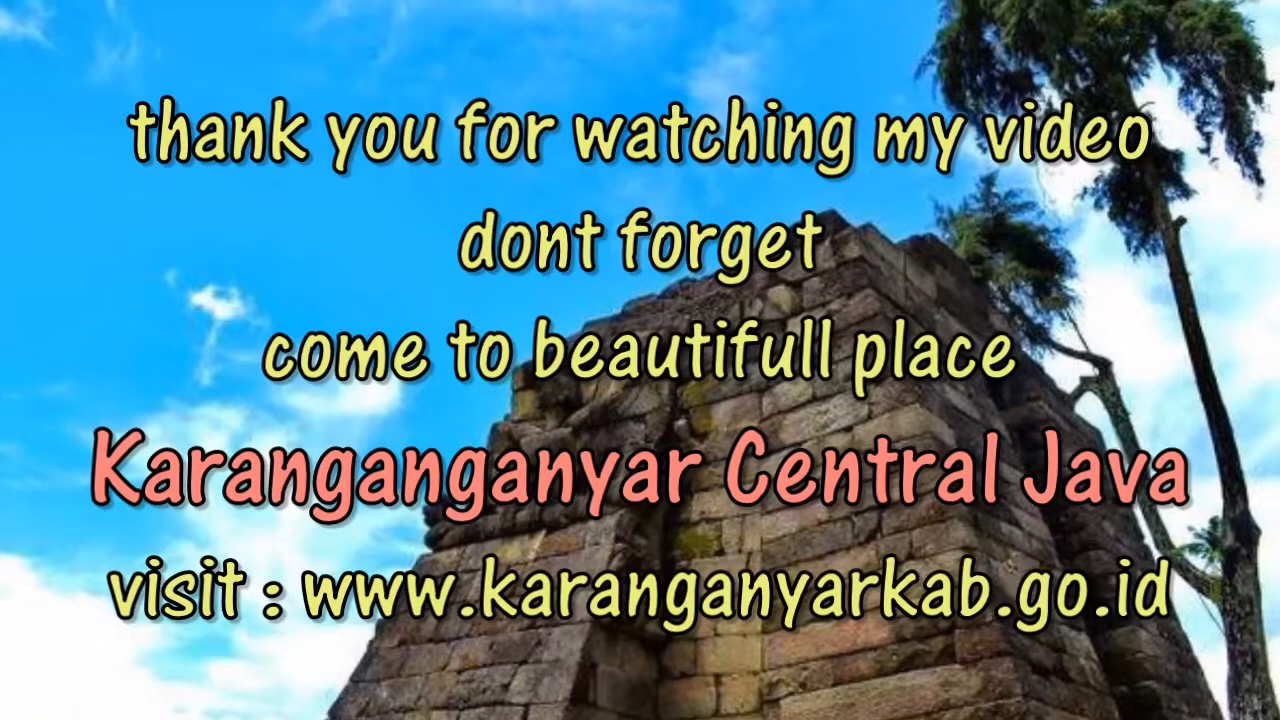 thank you for watching my video
dont forget
come to beautifull place
Karanganganyar Central Java
visit : www.karanganyarkab.go.id